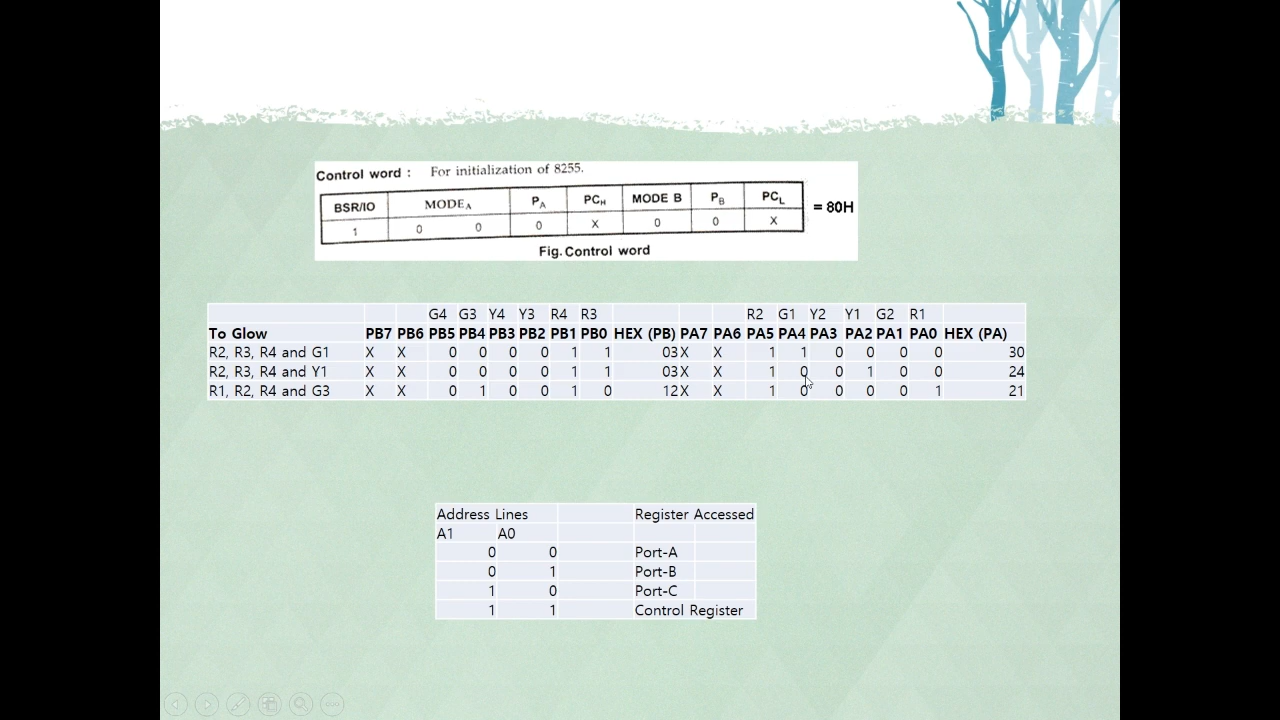 Control word : For initialization of 8255.
BSR/IO MODEA PA PCH MODE B PB PCL
1 0 0 0 X 0 0 X = 80H
Fig. Control word
G4 G3 Y4 Y3 R4 R3 R2 G1 Y2 Y1 G2 R1
To Glow PB7 PB6 PB5 PB4 PB3 PB2 PB1 PB0 HEX (PB) PA7 PA6 PA5 PA4 PA3 PA2 PA1 PA0 HEX (PA)
R2, R3, R4 and G1 X X 0 0 0 0 1 1 03 X X 1 1 0 0 0 0 30
R2, R3, R4 and Y1 X X 0 0 0 0 1 1 03 X X 1 0 0 1 0 0 24
R1, R2, R4 and G3 X X 0 1 0 0 1 0 12 X X 1 0 0 0 0 1 21
Address Lines Register Accessed
A1 A0
0 0 Port-A
0 1 Port-B
1 0 Port-C
1 1 Control Register